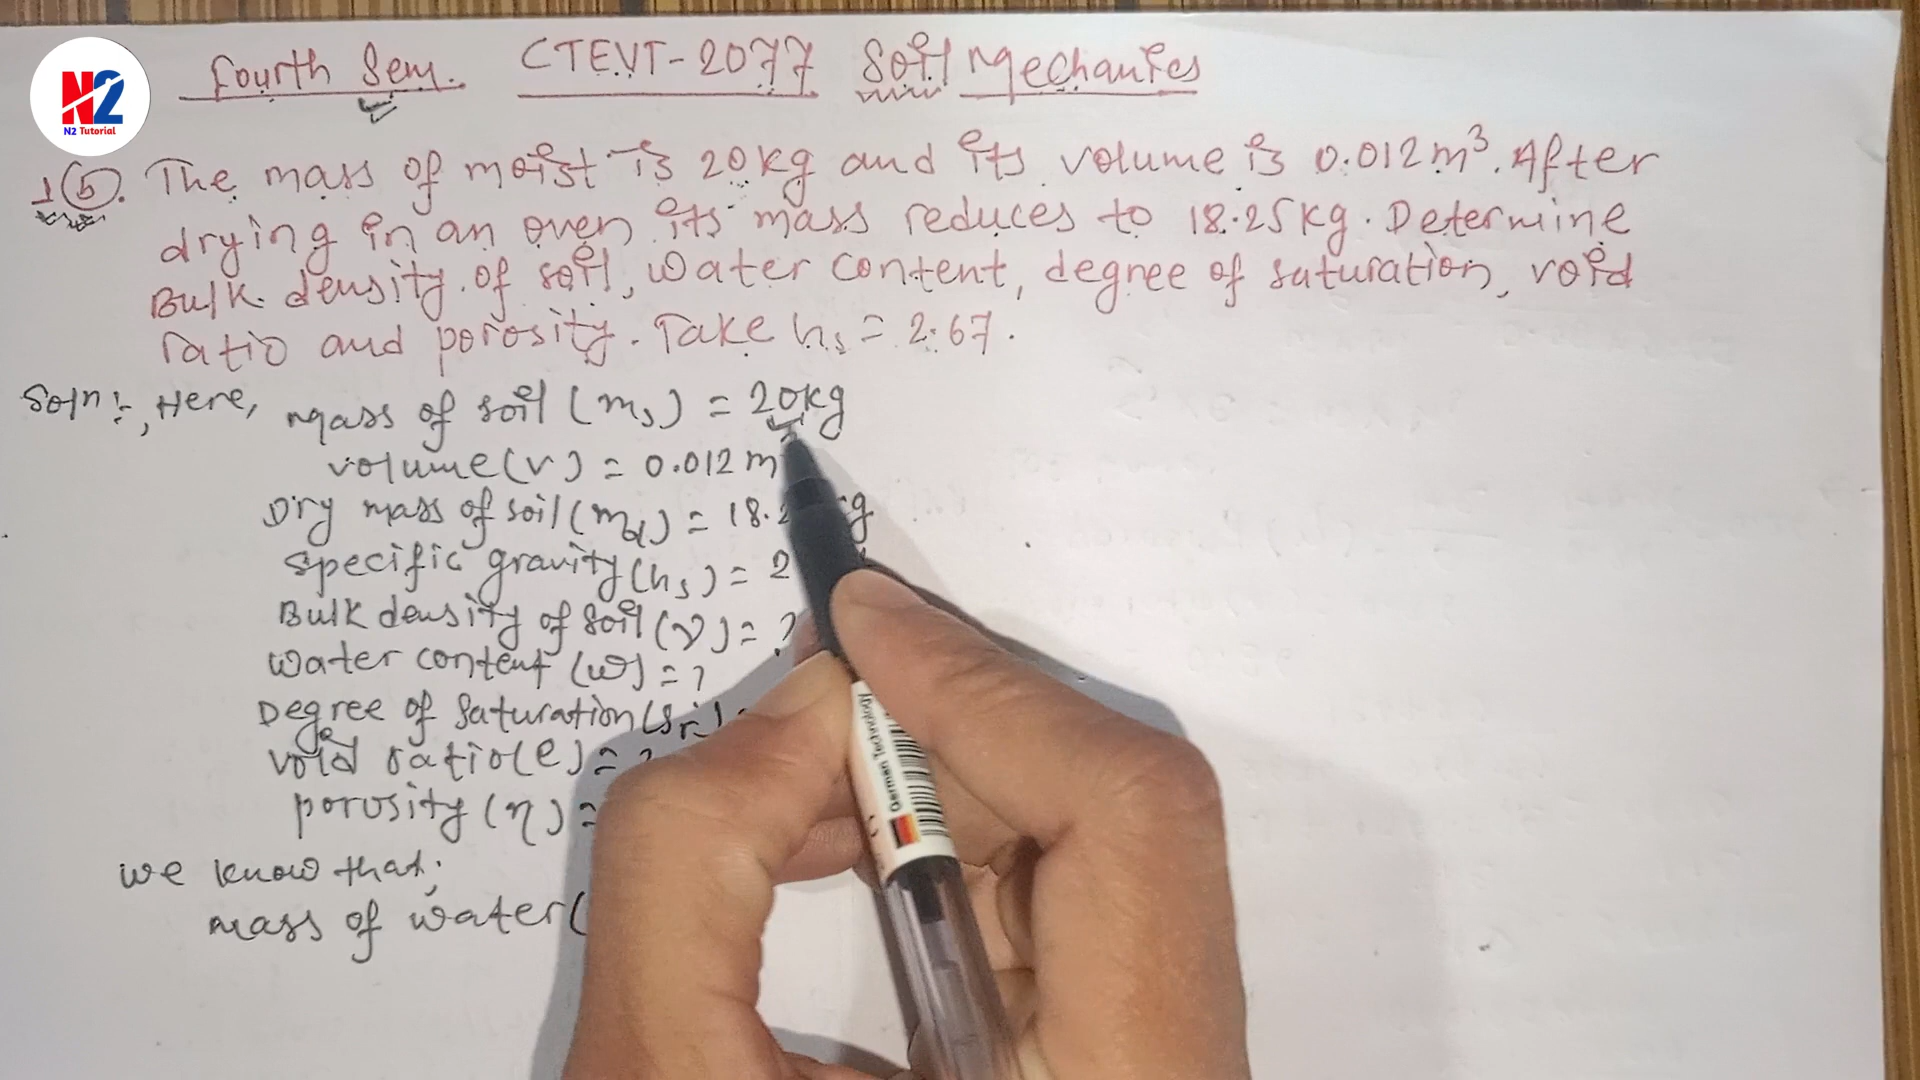 N2
N2 Tutorial
Fourth Sem. CTEVT-2077 Soil Mechanics
1(b). The mass of moist is 20kg and its volume is 0.012m³. After
drying in an oven its mass reduces to 18.25kg. Determine
Bulk density of soil, water content, degree of saturation, void
ratio and porosity. Take Gs = 2.67.
Soln:-, Here, mass of soil (ms) = 20kg
volume (v) = 0.012 m
Dry mass of soil (md) = 18.2 kg
specific gravity (Gs) = 2
Bulk density of soil (γ) = ?
water content (w) = ?
Degree of saturation (Sr)
void ratio (e) = ?
porosity (η) =
we know that;
mass of water (
German Technology